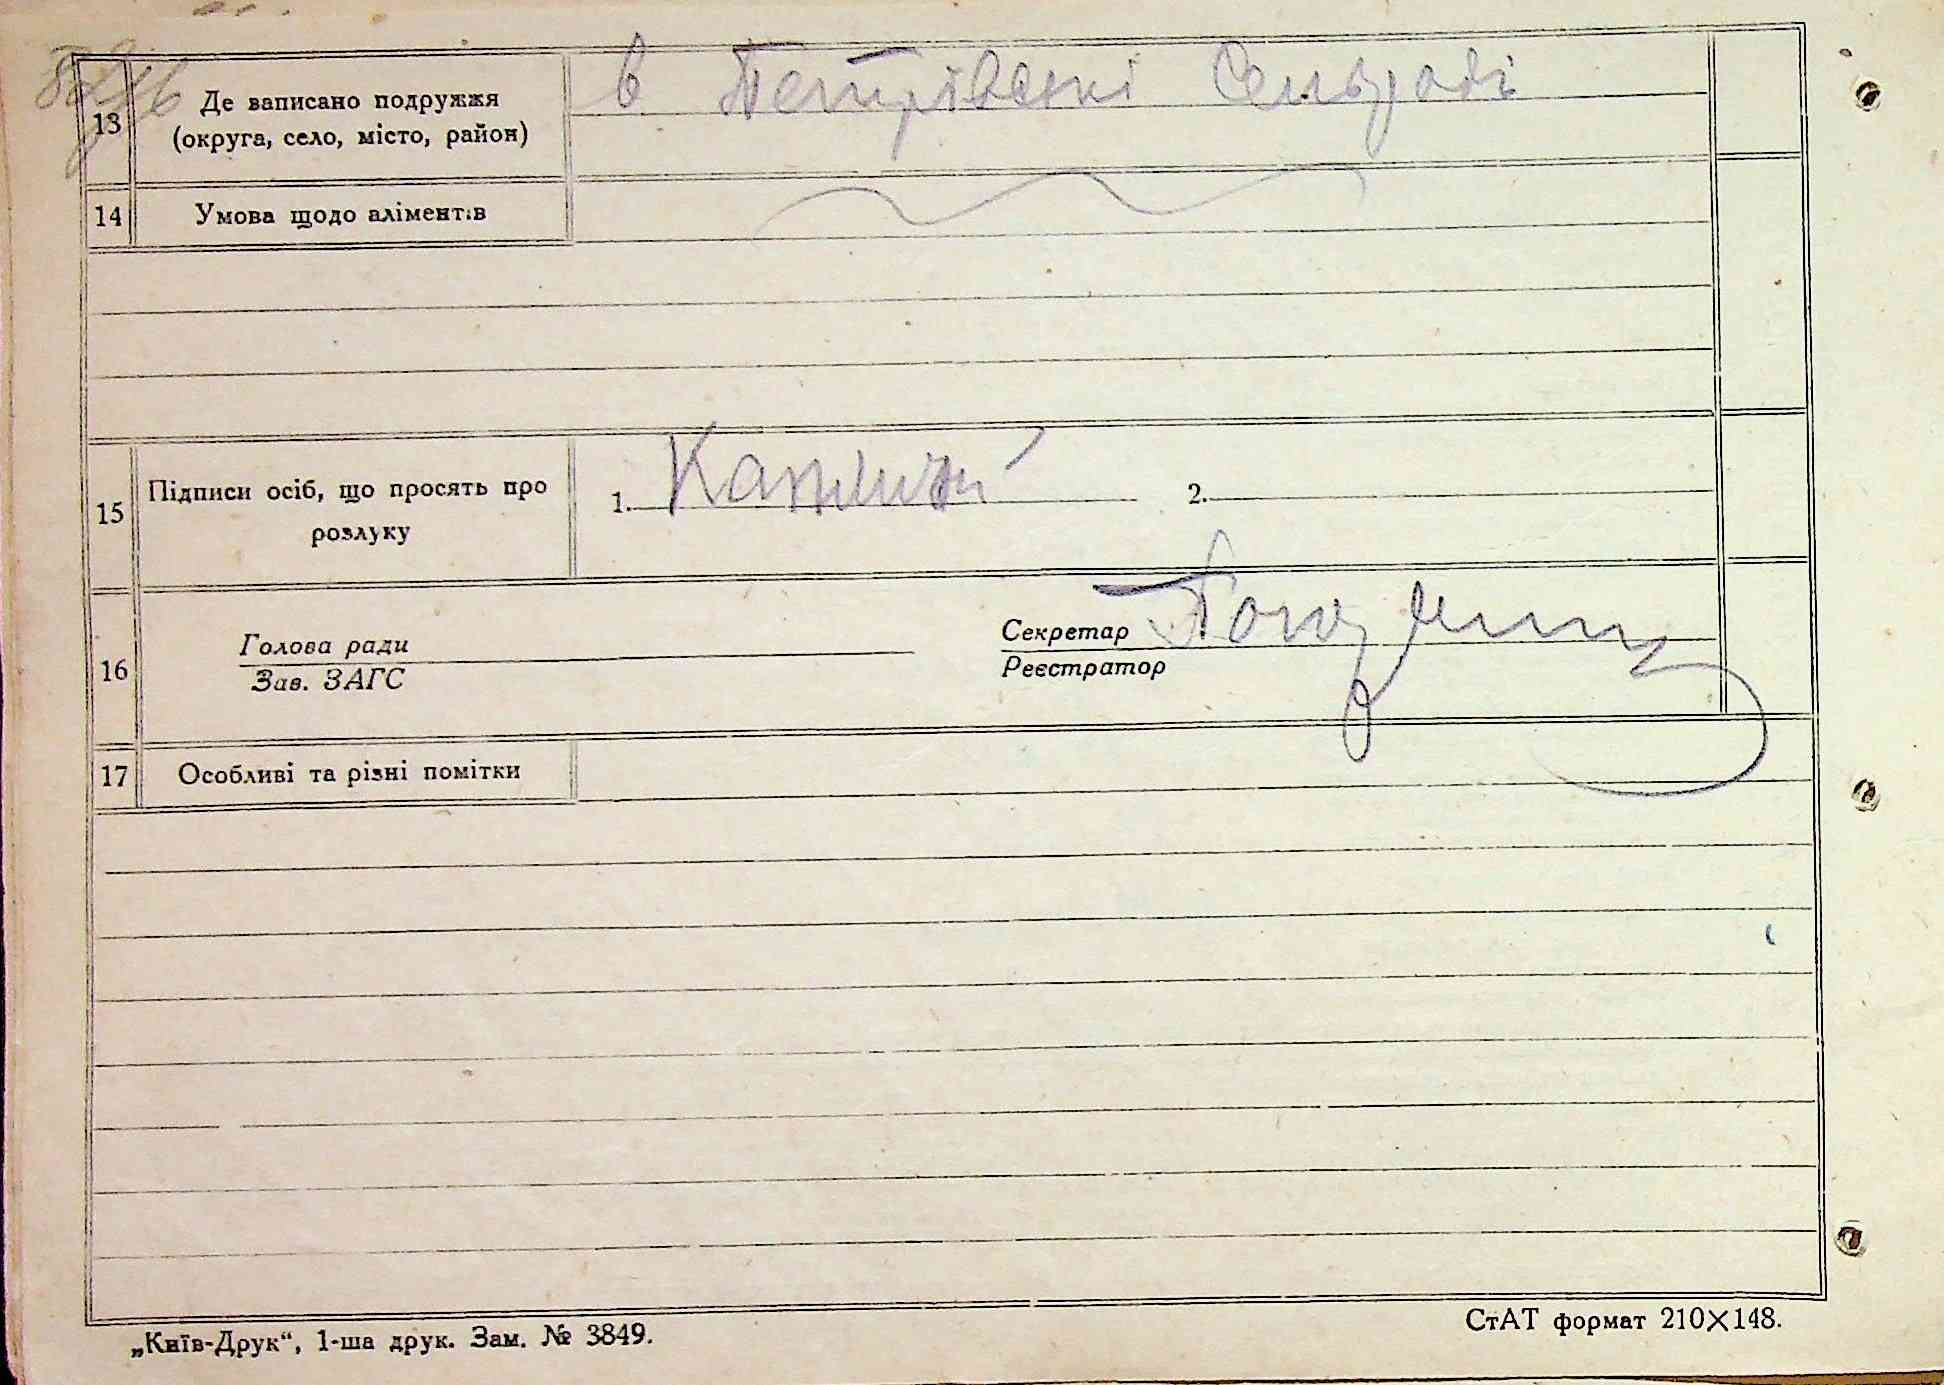 13 Де записано подружжя
(округа, село, місто, район)
в Петрівскі Сельраді
14 Умова щодо аліментів
15 Підписи осіб, що просять про
розлуку
1. 2.
16 Голова ради
Зав. ЗАГС
Секретар
Реєстратор
17 Особливі та різні помітки
„Київ-Друк“, 1-ша друк. Зам. № 3849.
СтАТ формат 210×148.